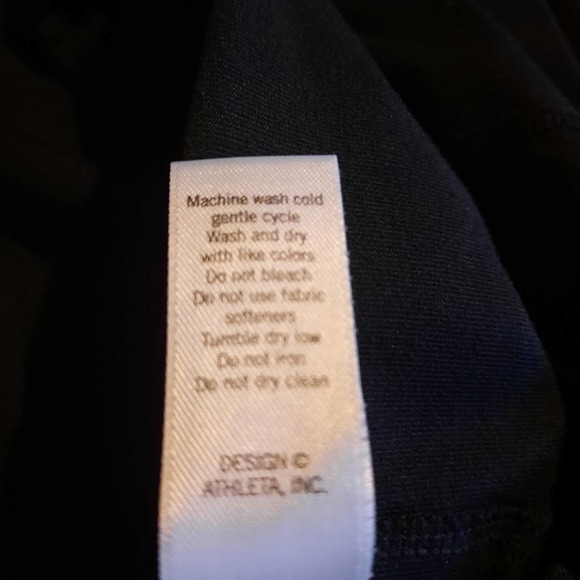 Machine wash cold
gentle cycle
Wash and dry
with like colors
Do not bleach
Do not use fabric
softeners
Tumble dry low
Do not iron
Do not dry clean
DESIGN ©
ATHLETA, INC.